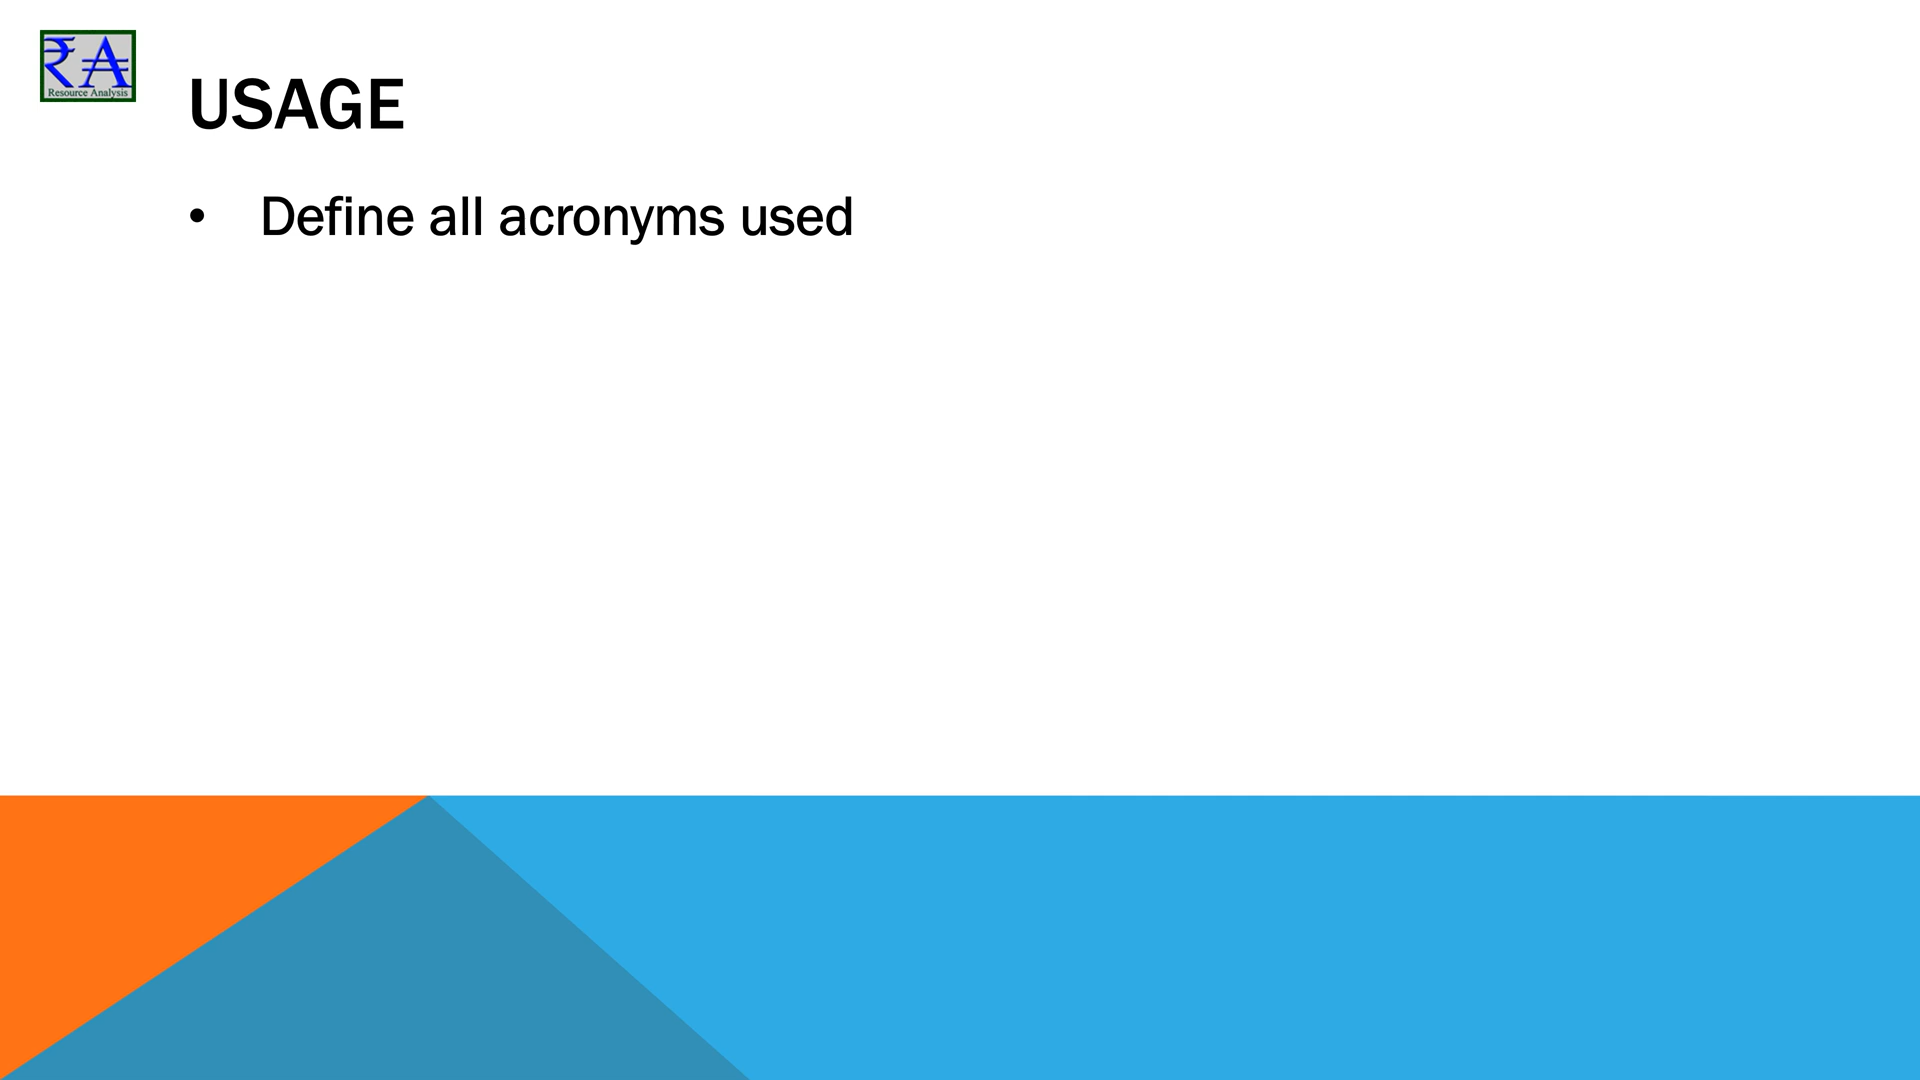 ₹A
Resource Analysis
USAGE
• Define all acronyms used